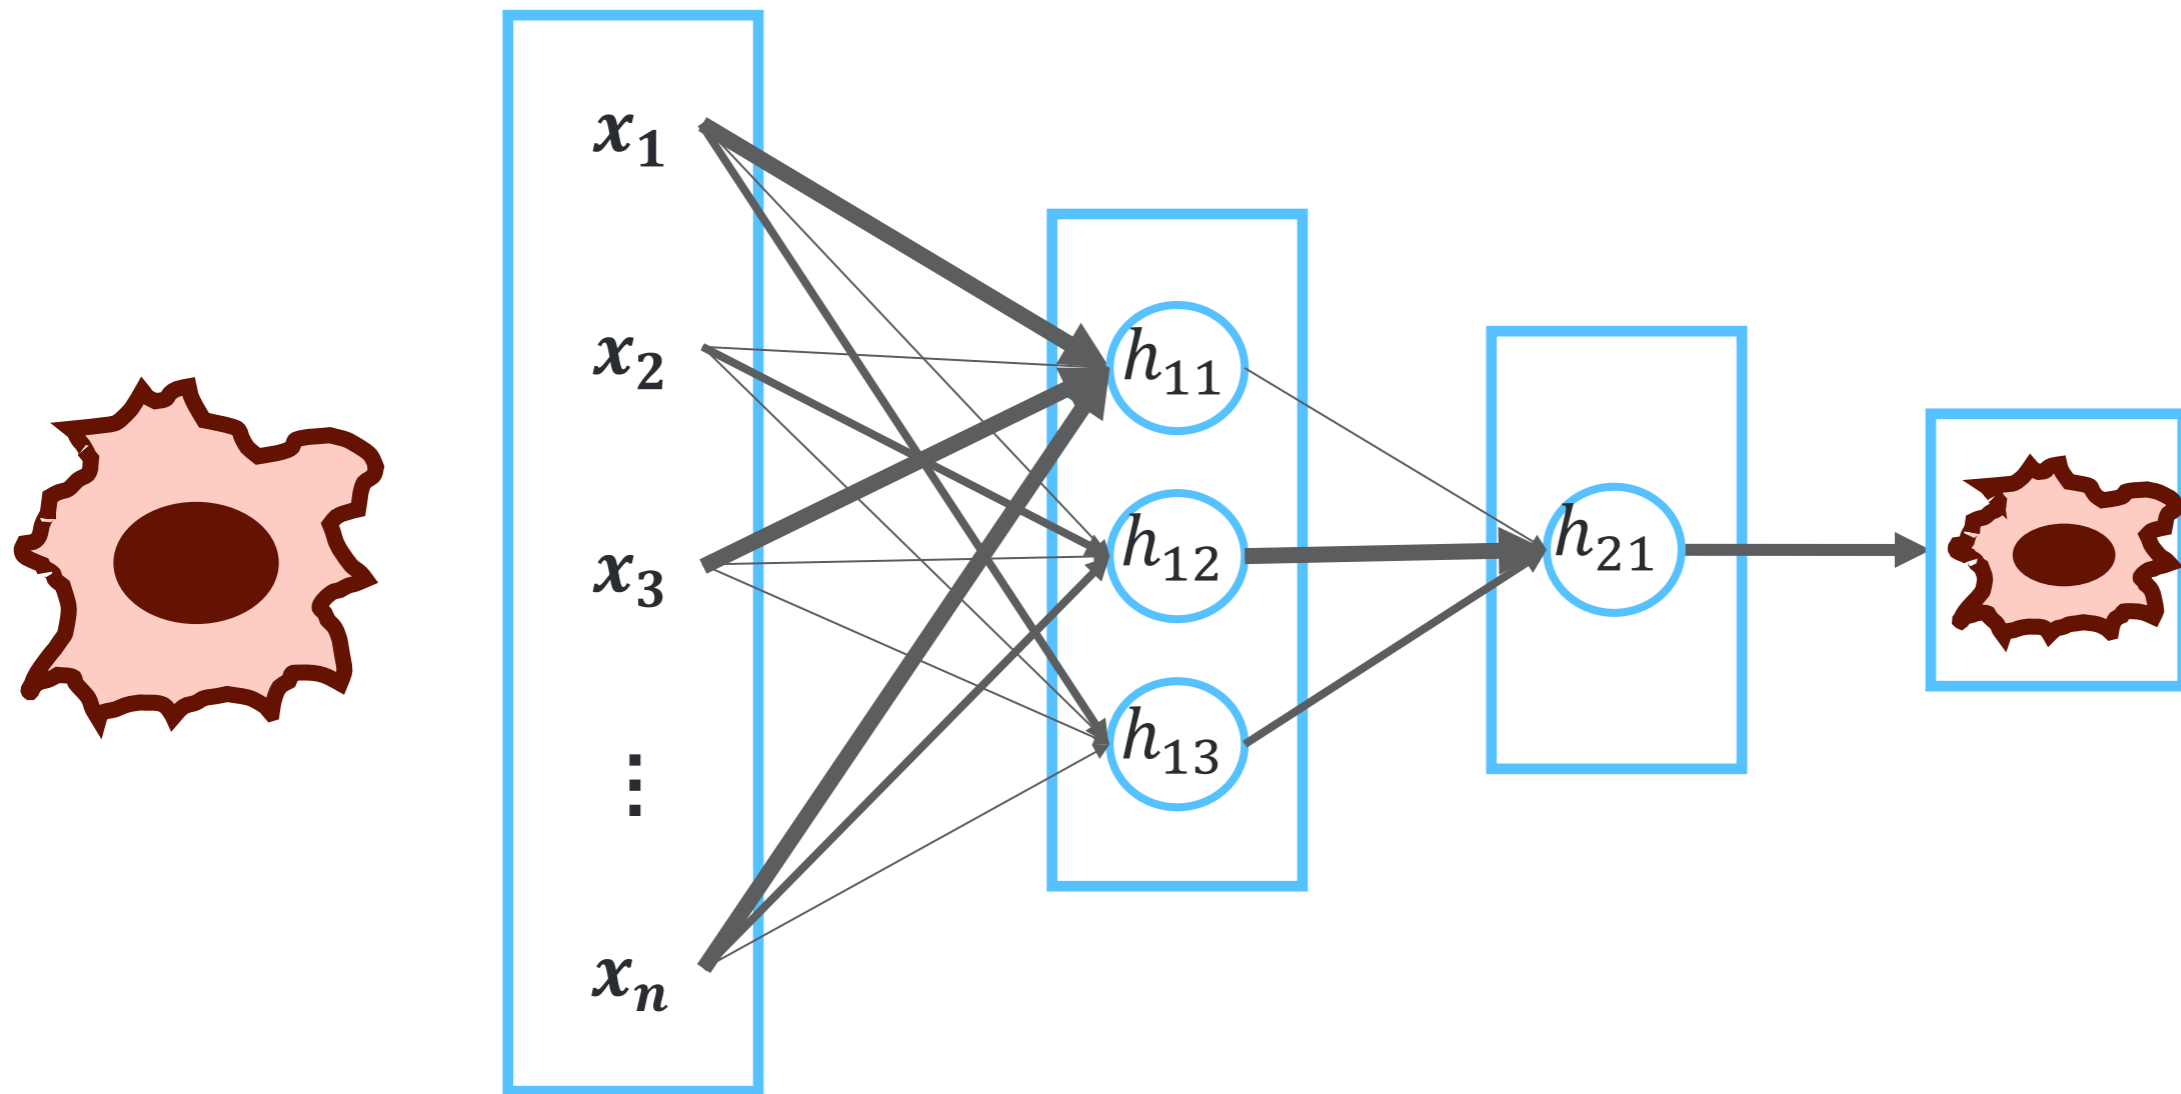 x₁
x₂
x₃
⋮
xₙ
h₁₁
h₁₂
h₁₃
h₂₁